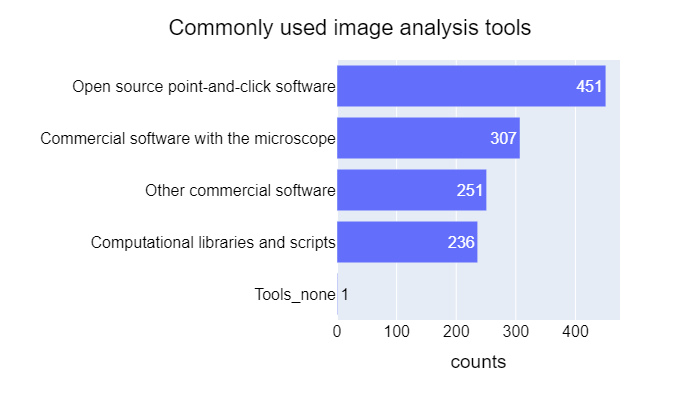 Commonly used image analysis tools
Open source point-and-click software 451
Commercial software with the microscope 307
Other commercial software 251
Computational libraries and scripts 236
Tools_none 1
0 100 200 300 400
counts